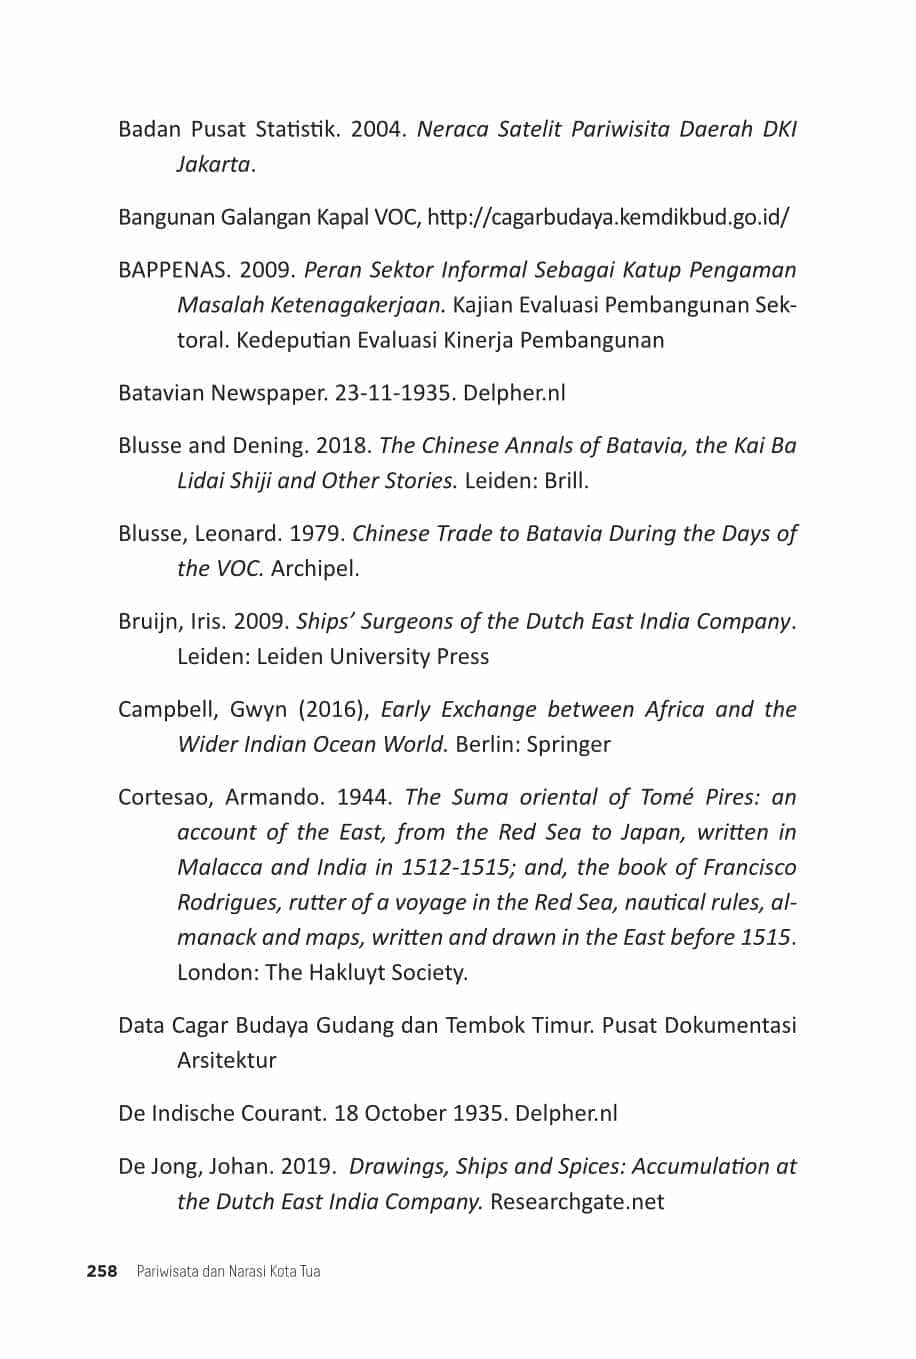 Badan Pusat Statistik. 2004. Neraca Satelit Pariwisita Daerah DKI
Jakarta.
Bangunan Galangan Kapal VOC, http://cagarbudaya.kemdikbud.go.id/
BAPPENAS. 2009. Peran Sektor Informal Sebagai Katup Pengaman
Masalah Ketenagakerjaan. Kajian Evaluasi Pembangunan Sek-
toral. Kedeputian Evaluasi Kinerja Pembangunan
Batavian Newspaper. 23-11-1935. Delpher.nl
Blusse and Dening. 2018. The Chinese Annals of Batavia, the Kai Ba
Lidai Shiji and Other Stories. Leiden: Brill.
Blusse, Leonard. 1979. Chinese Trade to Batavia During the Days of
the VOC. Archipel.
Bruijn, Iris. 2009. Ships’ Surgeons of the Dutch East India Company.
Leiden: Leiden University Press
Campbell, Gwyn (2016), Early Exchange between Africa and the
Wider Indian Ocean World. Berlin: Springer
Cortesao, Armando. 1944. The Suma oriental of Tomé Pires: an
account of the East, from the Red Sea to Japan, written in
Malacca and India in 1512-1515; and, the book of Francisco
Rodrigues, rutter of a voyage in the Red Sea, nautical rules, al-
manack and maps, written and drawn in the East before 1515.
London: The Hakluyt Society.
Data Cagar Budaya Gudang dan Tembok Timur. Pusat Dokumentasi
Arsitektur
De Indische Courant. 18 October 1935. Delpher.nl
De Jong, Johan. 2019. Drawings, Ships and Spices: Accumulation at
the Dutch East India Company. Researchgate.net
258 Pariwisata dan Narasi Kota Tua